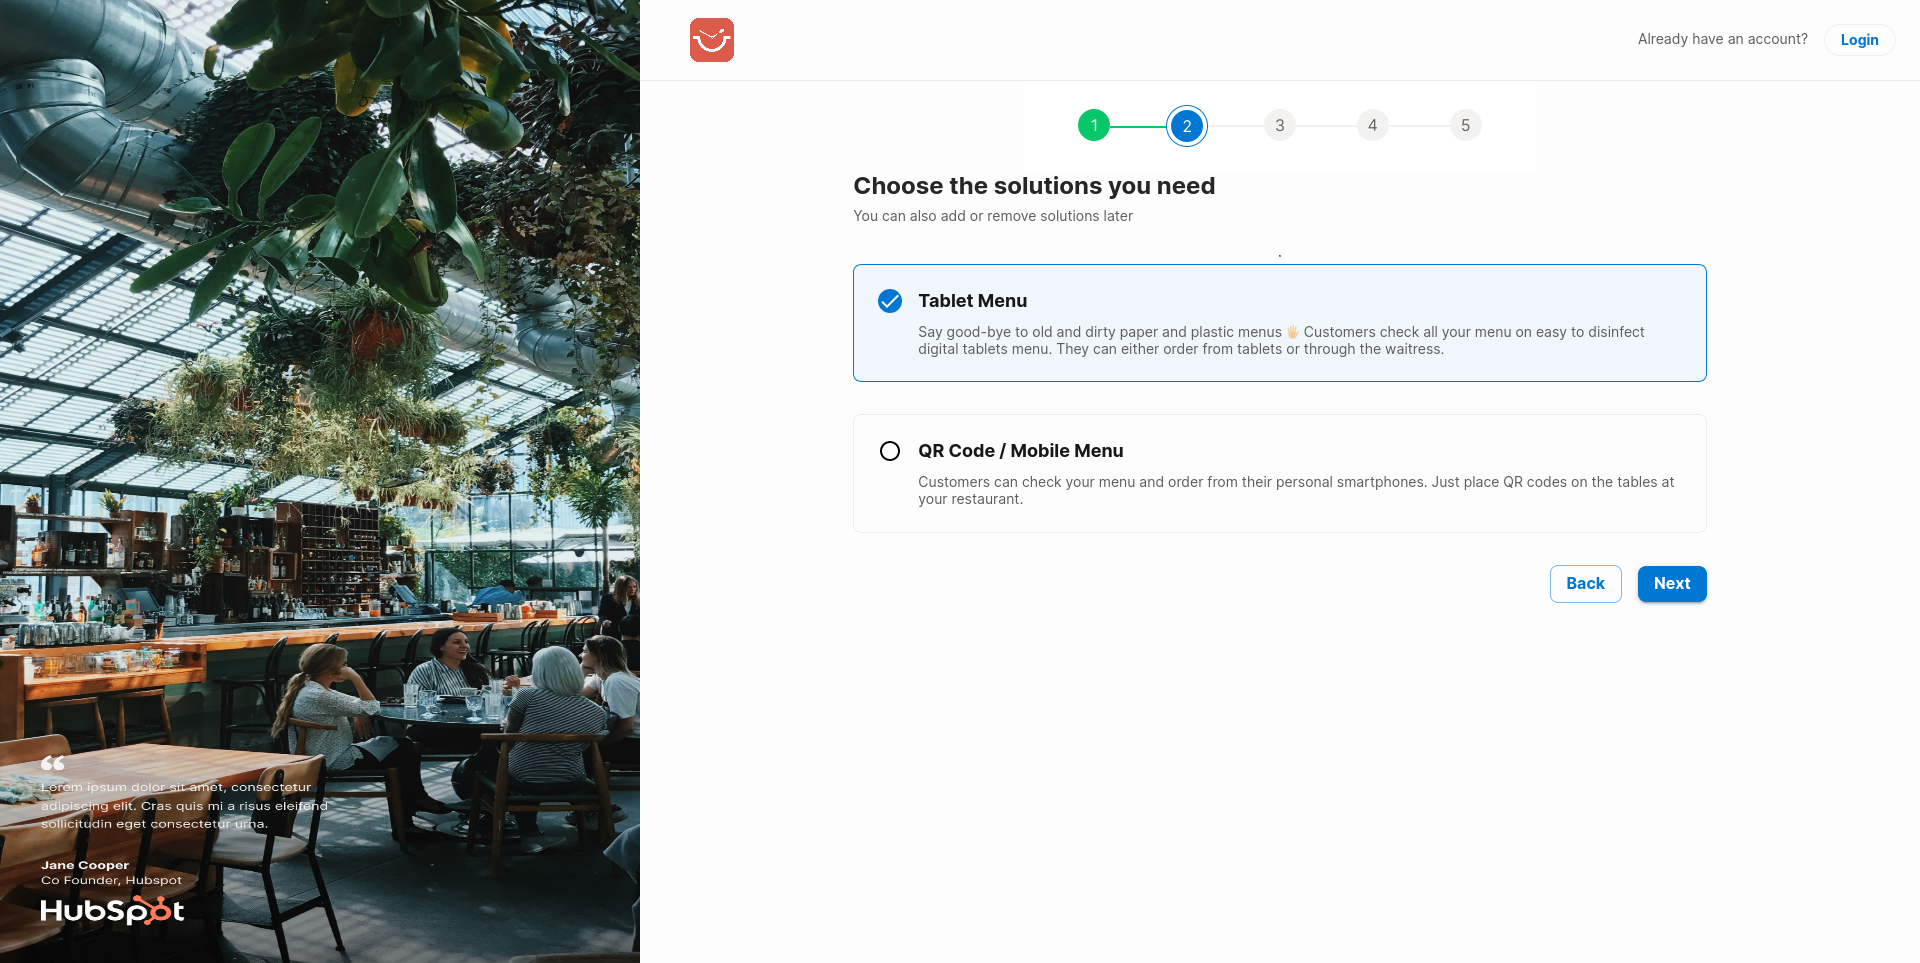 “
Lorem ipsum dolor sit amet, consectetur
adipiscing elit. Cras quis mi a risus eleifend
sollicitudin eget consectetur urna.
Jane Cooper
Co Founder, Hubspot
HubSpot
Already have an account?
Login
1
2
3
4
5
Choose the solutions you need
You can also add or remove solutions later
.
Tablet Menu
Say good-bye to old and dirty paper and plastic menus 🖐🏼 Customers check all your menu on easy to disinfect
digital tablets menu. They can either order from tablets or through the waitress.
QR Code / Mobile Menu
Customers can check your menu and order from their personal smartphones. Just place QR codes on the tables at
your restaurant.
Back
Next